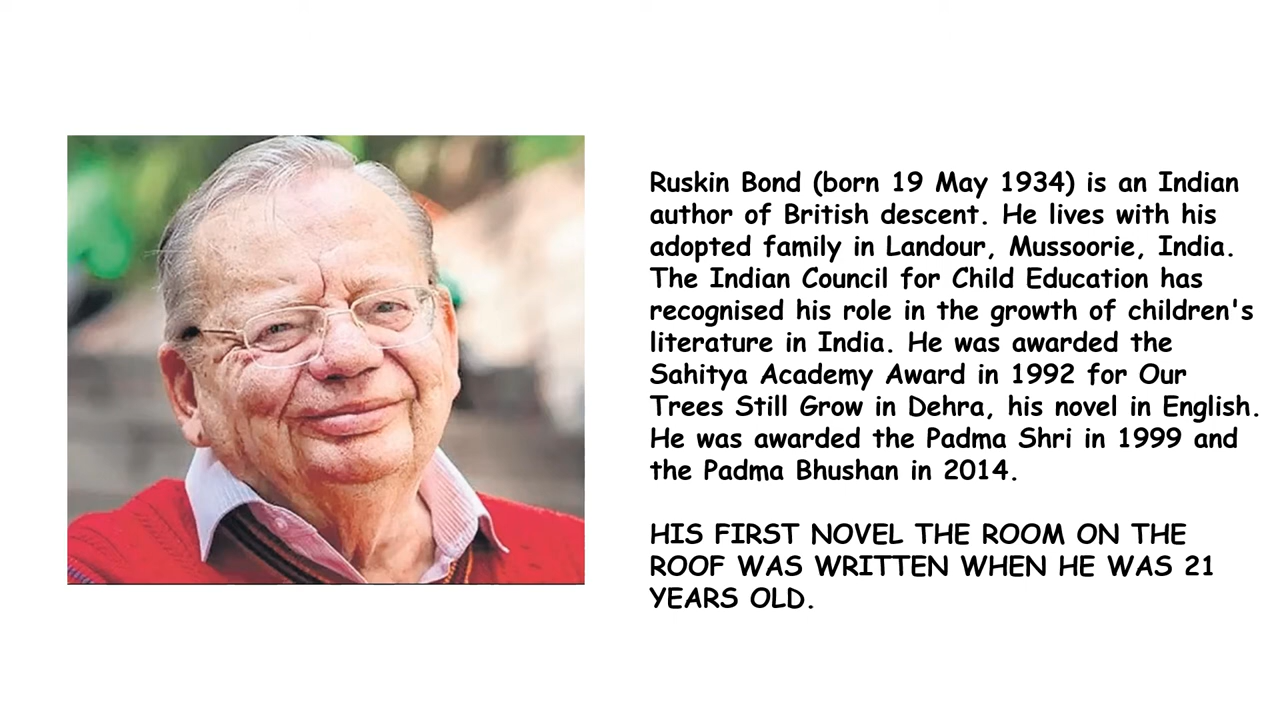 Ruskin Bond (born 19 May 1934) is an Indian
author of British descent. He lives with his
adopted family in Landour, Mussoorie, India.
The Indian Council for Child Education has
recognised his role in the growth of children's
literature in India. He was awarded the
Sahitya Academy Award in 1992 for Our
Trees Still Grow in Dehra, his novel in English.
He was awarded the Padma Shri in 1999 and
the Padma Bhushan in 2014.
HIS FIRST NOVEL THE ROOM ON THE
ROOF WAS WRITTEN WHEN HE WAS 21
YEARS OLD.